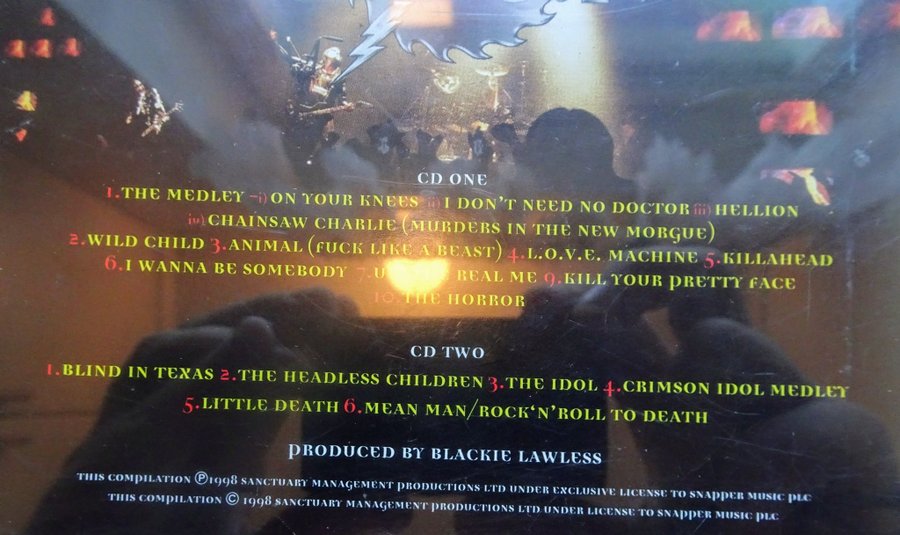 CD ONE
1.THE MEDLEY - i) ON YOUR KNEES ii) I DON'T NEED NO DOCTOR iii) HELLION
iv) CHAINSAW CHARLIE (MURDERS IN THE NEW MORGUE)
2.WILD CHILD 3.ANIMAL (FUCK LIKE A BEAST) 4.L.O.V.E. MACHINE 5.KILLAHEAD
6.I WANNA BE SOMEBODY 7.U REAL ME 9.KILL YOUR PRETTY FACE
10.THE HORROR
CD TWO
1.BLIND IN TEXAS 2.THE HEADLESS CHILDREN 3.THE IDOL 4.CRIMSON IDOL MEDLEY
5.LITTLE DEATH 6.MEAN MAN/ROCK'N'ROLL TO DEATH
PRODUCED BY BLACKIE LAWLESS
THIS COMPILATION ℗1998 SANCTUARY MANAGEMENT PRODUCTIONS LTD UNDER EXCLUSIVE LICENSE TO SNAPPER MUSIC PLC
THIS COMPILATION © 1998 SANCTUARY MANAGEMENT PRODUCTIONS LTD UNDER LICENSE TO SNAPPER MUSIC PLC